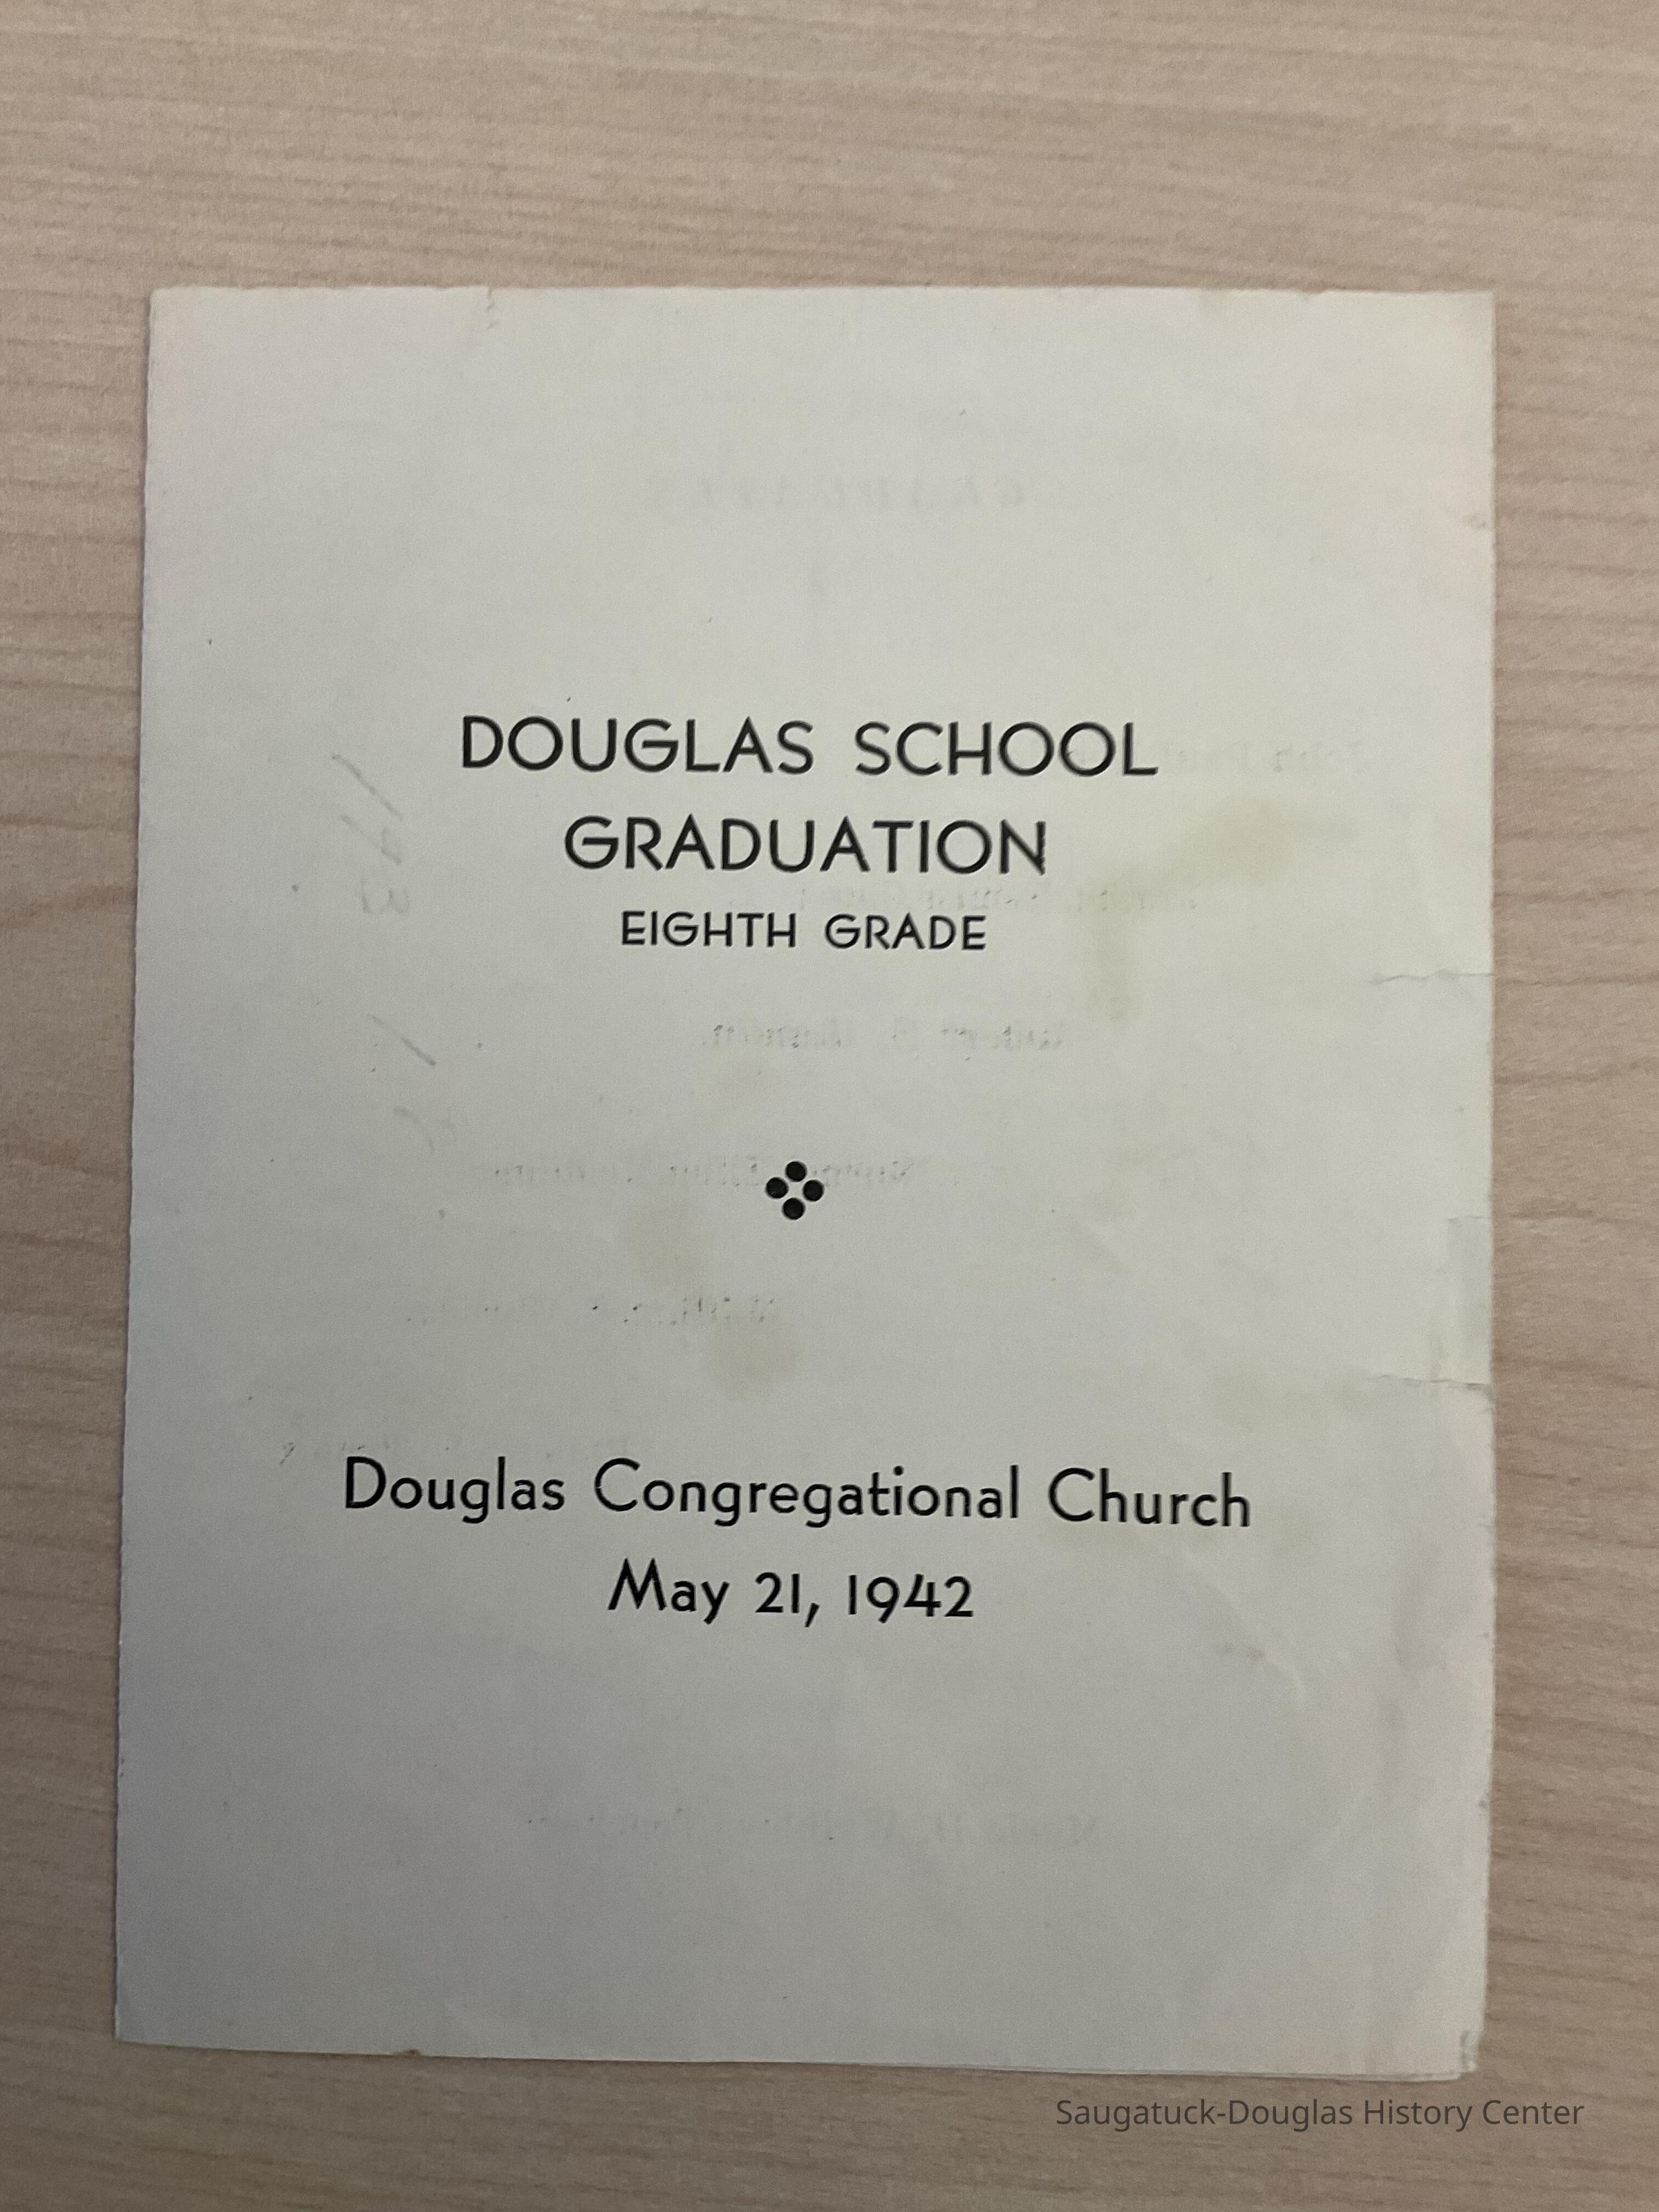 DOUGLAS SCHOOL
GRADUATION
EIGHTH GRADE
Douglas Congregational Church
May 21, 1942
Saugatuck-Douglas History Center